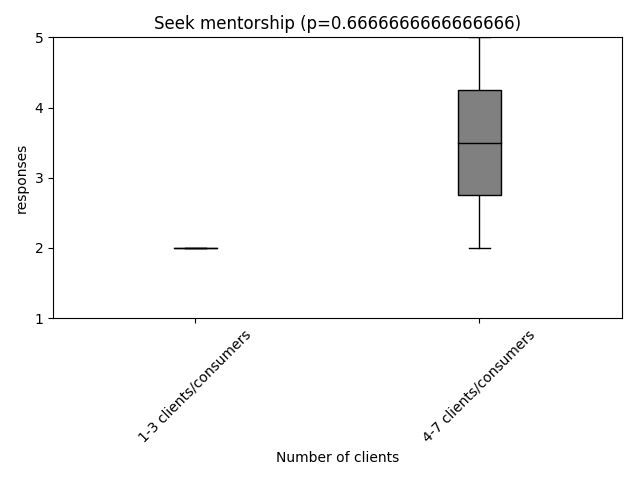 Seek mentorship (p=0.6666666666666666)
5
4
3
2
1
responses
1-3 clients/consumers
4-7 clients/consumers
Number of clients